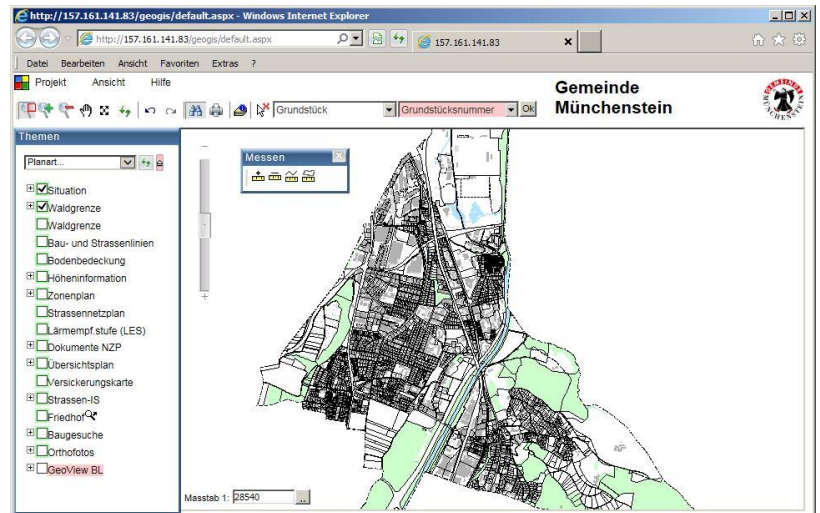 http://157.161.141.83/geogis/default.aspx - Windows Internet Explorer
http://157.161.141.83/geogis/default.aspx
157.161.141.83
Datei Bearbeiten Ansicht Favoriten Extras ?
Projekt Ansicht Hilfe
Grundstück
Grundstücksnummer
Ok
Gemeinde
Münchenstein
Themen
Planart...
Messen
Situation
Waldgrenze
Waldgrenze
Bau- und Strassenlinien
Bodenbedeckung
Höheninformation
Zonenplan
Strassennetzplan
Lärmempf.stufe (LES)
Dokumente NZP
Übersichtsplan
Versickerungskarte
Strassen-IS
Friedhof
Baugesuche
Orthofotos
GeoView BL
Masstab 1: 28540
..